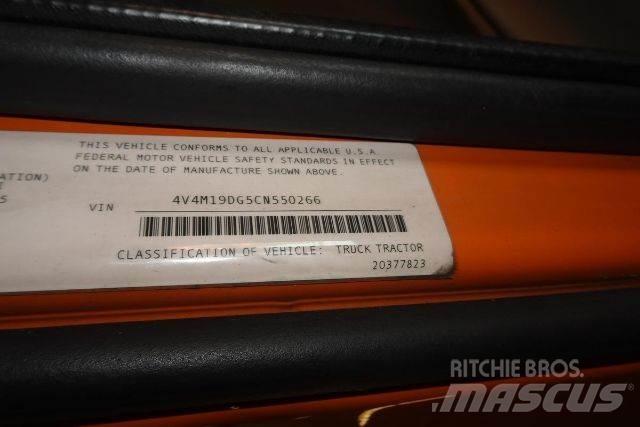 THIS VEHICLE CONFORMS TO ALL APPLICABLE U.S.A.
FEDERAL MOTOR VEHICLE SAFETY STANDARDS IN EFFECT
ON THE DATE OF MANUFACTURE SHOWN ABOVE.
ATION)
I
S
VIN 4V4M19DG5CN550266
CLASSIFICATION OF VEHICLE: TRUCK TRACTOR
20377823
RITCHIE BROS.
MASCUS